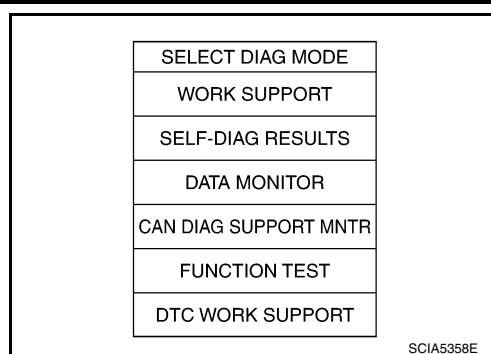 SELECT DIAG MODE
WORK SUPPORT
SELF-DIAG RESULTS
DATA MONITOR
CAN DIAG SUPPORT MNTR
FUNCTION TEST
DTC WORK SUPPORT
SCIA5358E